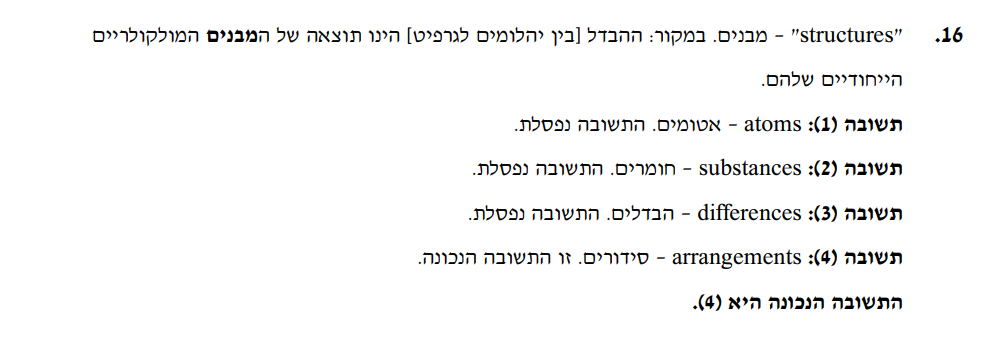 16. "structures" – מבנים. במקור: ההבדל [בין יהלומים לגרפיט] הינו תוצאה של המבנים המולקולריים
הייחודיים שלהם.
תשובה (1): atoms – אטומים. התשובה נפסלת.
תשובה (2): substances – חומרים. התשובה נפסלת.
תשובה (3): differences – הבדלים. התשובה נפסלת.
תשובה (4): arrangements – סידורים. זו התשובה הנכונה.
התשובה הנכונה היא (4).